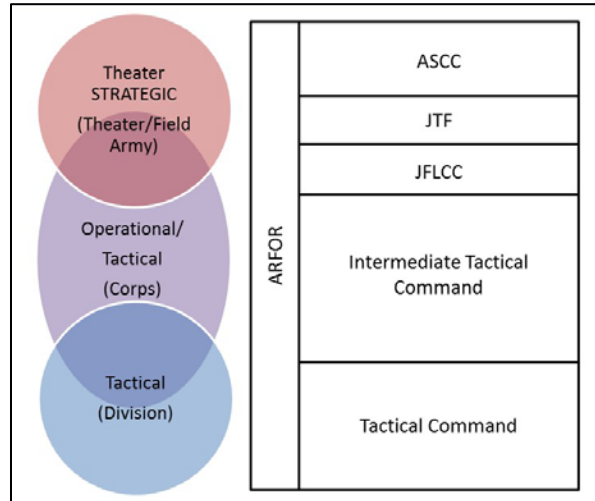 Theater
STRATEGIC
(Theater/Field
Army)
Operational/
Tactical
(Corps)
Tactical
(Division)
ARFOR
ASCC
JTF
JFLCC
Intermediate Tactical
Command
Tactical Command